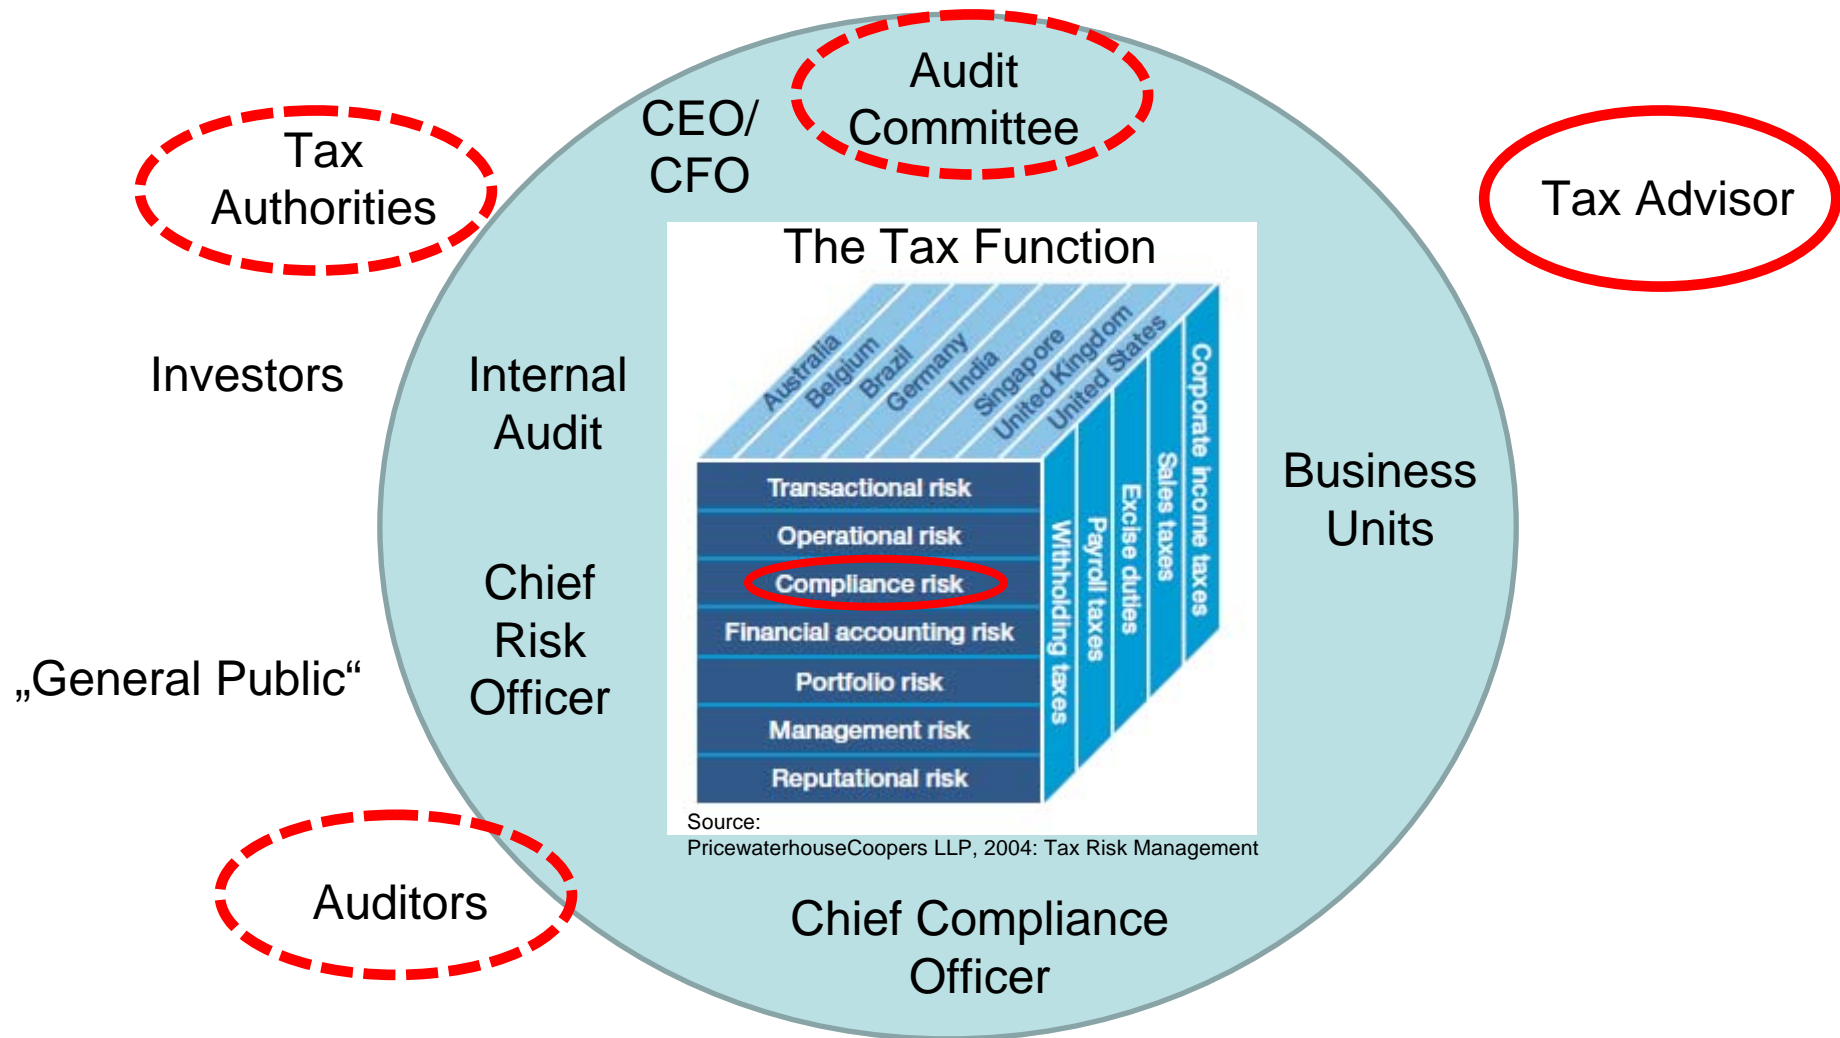 Audit
Committee
CEO/
CFO
Tax
Authorities
Tax Advisor
The Tax Function
Investors
Internal
Audit
Australia
Belgium
Brazil
Germany
India
Singapore
United Kingdom
United States
Transactional risk
Operational risk
Compliance risk
Financial accounting risk
Portfolio risk
Management risk
Reputational risk
Withholding taxes
Payroll taxes
Excise duties
Sales taxes
Corporate income taxes
Business
Units
Chief
Risk
Officer
„General Public“
Source:
PricewaterhouseCoopers LLP, 2004: Tax Risk Management
Auditors
Chief Compliance
Officer